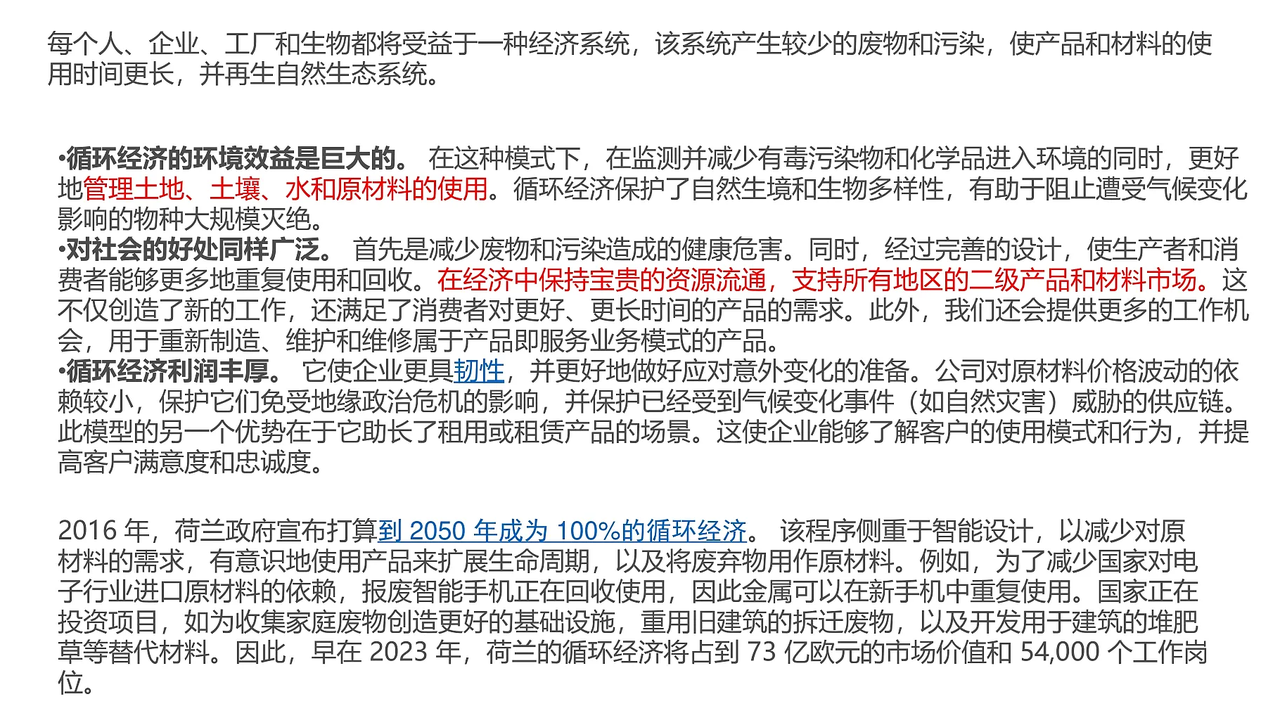 每个人、企业、工厂和生物都将受益于一种经济系统，该系统产生较少的废物和污染，使产品和材料的使
用时间更长，并再生自然生态系统。
•循环经济的环境效益是巨大的。 在这种模式下，在监测并减少有毒污染物和化学品进入环境的同时，更好
地管理土地、土壤、水和原材料的使用。循环经济保护了自然生境和生物多样性，有助于阻止遭受气候变化
影响的物种大规模灭绝。
•对社会的好处同样广泛。 首先是减少废物和污染造成的健康危害。同时，经过完善的设计，使生产者和消
费者能够更多地重复使用和回收。在经济中保持宝贵的资源流通，支持所有地区的二级产品和材料市场。这
不仅创造了新的工作，还满足了消费者对更好、更长时间的产品的需求。此外，我们还会提供更多的工作机
会，用于重新制造、维护和维修属于产品即服务业务模式的产品。
•循环经济利润丰厚。 它使企业更具韧性，并更好地做好应对意外变化的准备。公司对原材料价格波动的依
赖较小，保护它们免受地缘政治危机的影响，并保护已经受到气候变化事件（如自然灾害）威胁的供应链。
此模型的另一个优势在于它助长了租用或租赁产品的场景。这使企业能够了解客户的使用模式和行为，并提
高客户满意度和忠诚度。
2016 年，荷兰政府宣布打算到 2050 年成为 100%的循环经济。 该程序侧重于智能设计，以减少对原
材料的需求，有意识地使用产品来扩展生命周期，以及将废弃物用作原材料。例如，为了减少国家对电
子行业进口原材料的依赖，报废智能手机正在回收使用，因此金属可以在新手机中重复使用。国家正在
投资项目，如为收集家庭废物创造更好的基础设施，重用旧建筑的拆迁废物，以及开发用于建筑的堆肥
草等替代材料。因此，早在 2023 年，荷兰的循环经济将占到 73 亿欧元的市场价值和 54,000 个工作岗
位。